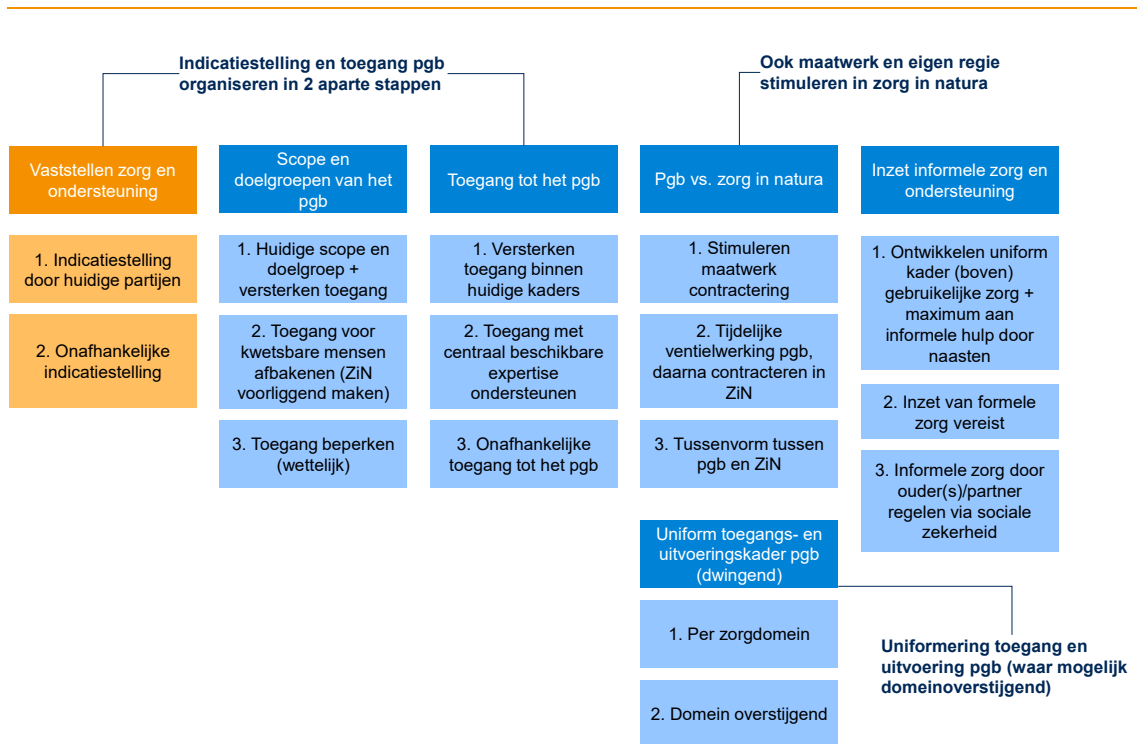 Indicatiestelling en toegang pgb
organiseren in 2 aparte stappen
Ook maatwerk en eigen regie
stimuleren in zorg in natura
Vaststellen zorg en
ondersteuning
1. Indicatiestelling
door huidige partijen
2. Onafhankelijke
indicatiestelling
Scope en
doelgroepen van het
pgb
1. Huidige scope en
doelgroep +
versterken toegang
2. Toegang voor
kwetsbare mensen
afbakenen (ZiN
voorliggend maken)
3. Toegang beperken
(wettelijk)
Toegang tot het pgb
1. Versterken
toegang binnen
huidige kaders
2. Toegang met
centraal beschikbare
expertise
ondersteunen
3. Onafhankelijke
toegang tot het pgb
Pgb vs. zorg in natura
1. Stimuleren
maatwerk
contractering
2. Tijdelijke
ventielwerking pgb,
daarna contracteren in
ZiN
3. Tussenvorm tussen
pgb en ZiN
Inzet informele zorg en
ondersteuning
1. Ontwikkelen uniform
kader (boven)
gebruikelijke zorg +
maximum aan
informele hulp door
naasten
2. Inzet van formele
zorg vereist
3. Informele zorg door
ouder(s)/partner
regelen via sociale
zekerheid
Uniform toegangs- en
uitvoeringskader pgb
(dwingend)
1. Per zorgdomein
2. Domein overstijgend
Uniformering toegang en
uitvoering pgb (waar mogelijk
domeinoverstijgend)